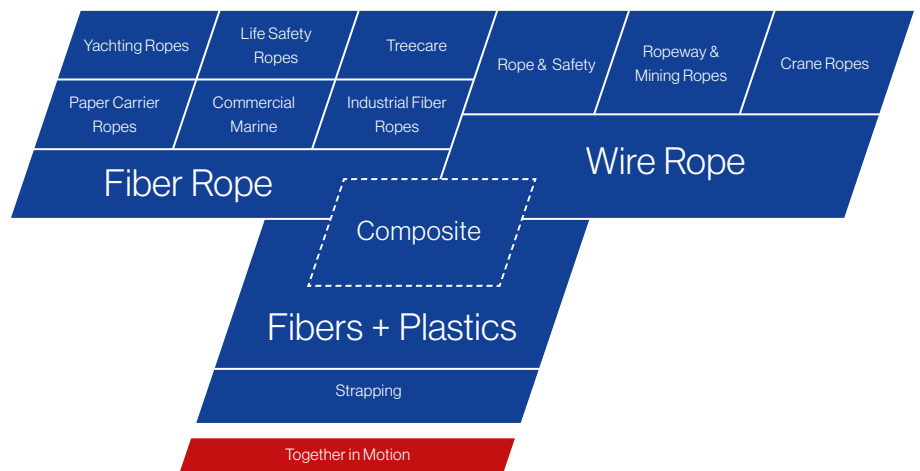 Yachting Ropes
Life Safety
Ropes
Treecare
Rope & Safety
Ropeway &
Mining Ropes
Crane Ropes
Paper Carrier
Ropes
Commercial
Marine
Industrial Fiber
Ropes
Fiber Rope
Wire Rope
Composite
Fibers + Plastics
Strapping
Together in Motion